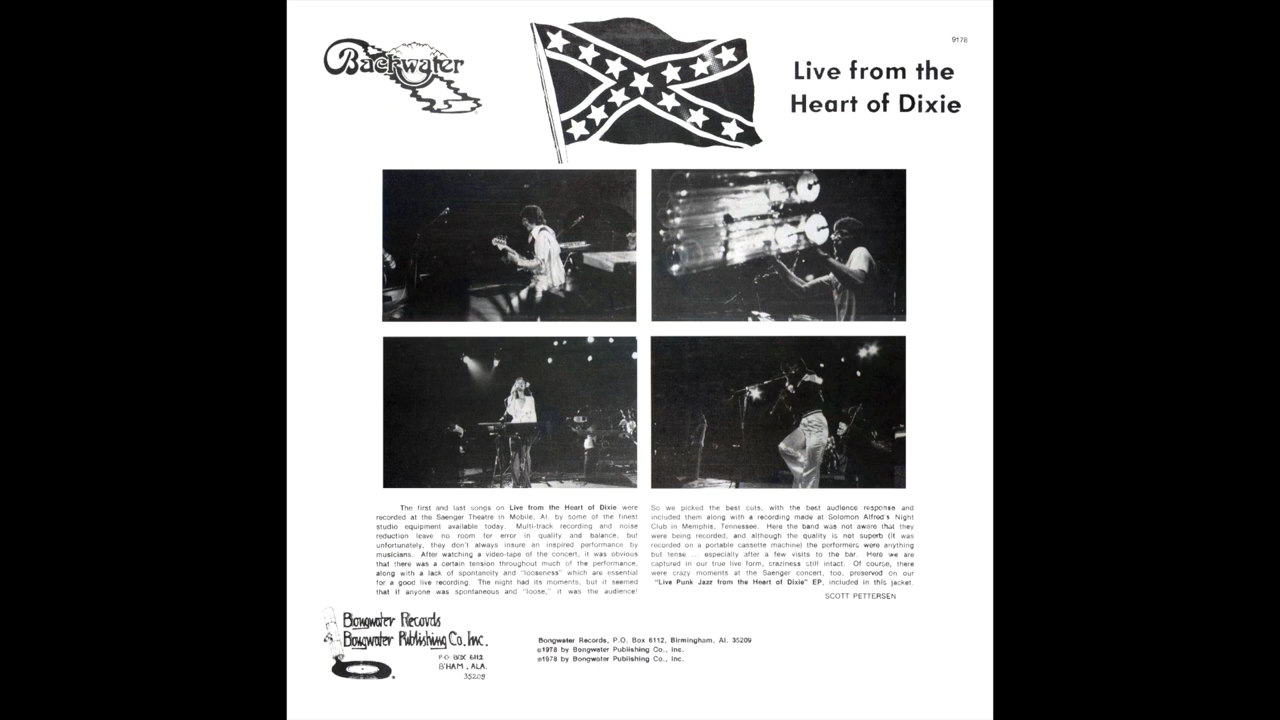 Backwater
9178
Live from the
Heart of Dixie
The first and last songs on Live from the Heart of Dixie were
recorded at the Saenger Theatre in Mobile, Al. by some of the finest
studio equipment available today. Multi-track recording and noise
reduction leave no room for error in quality and balance, but
unfortunately, they don't always insure an inspired performance by
musicians. After watching a video-tape of the concert, it was obvious
that there was a certain tension throughout much of the performance,
along with a lack of spontaneity and "looseness" which are essential
for a good live recording. The night had its moments, but it seemed
that if anyone was spontaneous and "loose," it was the audience!
So we picked the best cuts, with the best audience response and
included them along with a recording made at Solomon Alfred's Night
Club in Memphis, Tennessee. Here the band was not aware that they
were being recorded, and although the quality is not superb (it was
recorded on a portable cassette machine) the performers were anything
but tense ... especially after a few visits to the bar. Here we are
captured in our true live form, craziness still intact. Of course, there
were crazy moments at the Saenger concert, too, preserved on our
"Live Punk Jazz from the Heart of Dixie" EP, included in this jacket.
SCOTT PETTERSEN
Bongwater Records
Bongwater Publishing Co. Inc.
P.O. BOX 6112
B'HAM, ALA.
35209
Bongwater Records, P.O. Box 6112, Birmingham, Al. 35209
©1978 by Bongwater Publishing Co., Inc.
℗1978 by Bongwater Publishing Co., Inc.